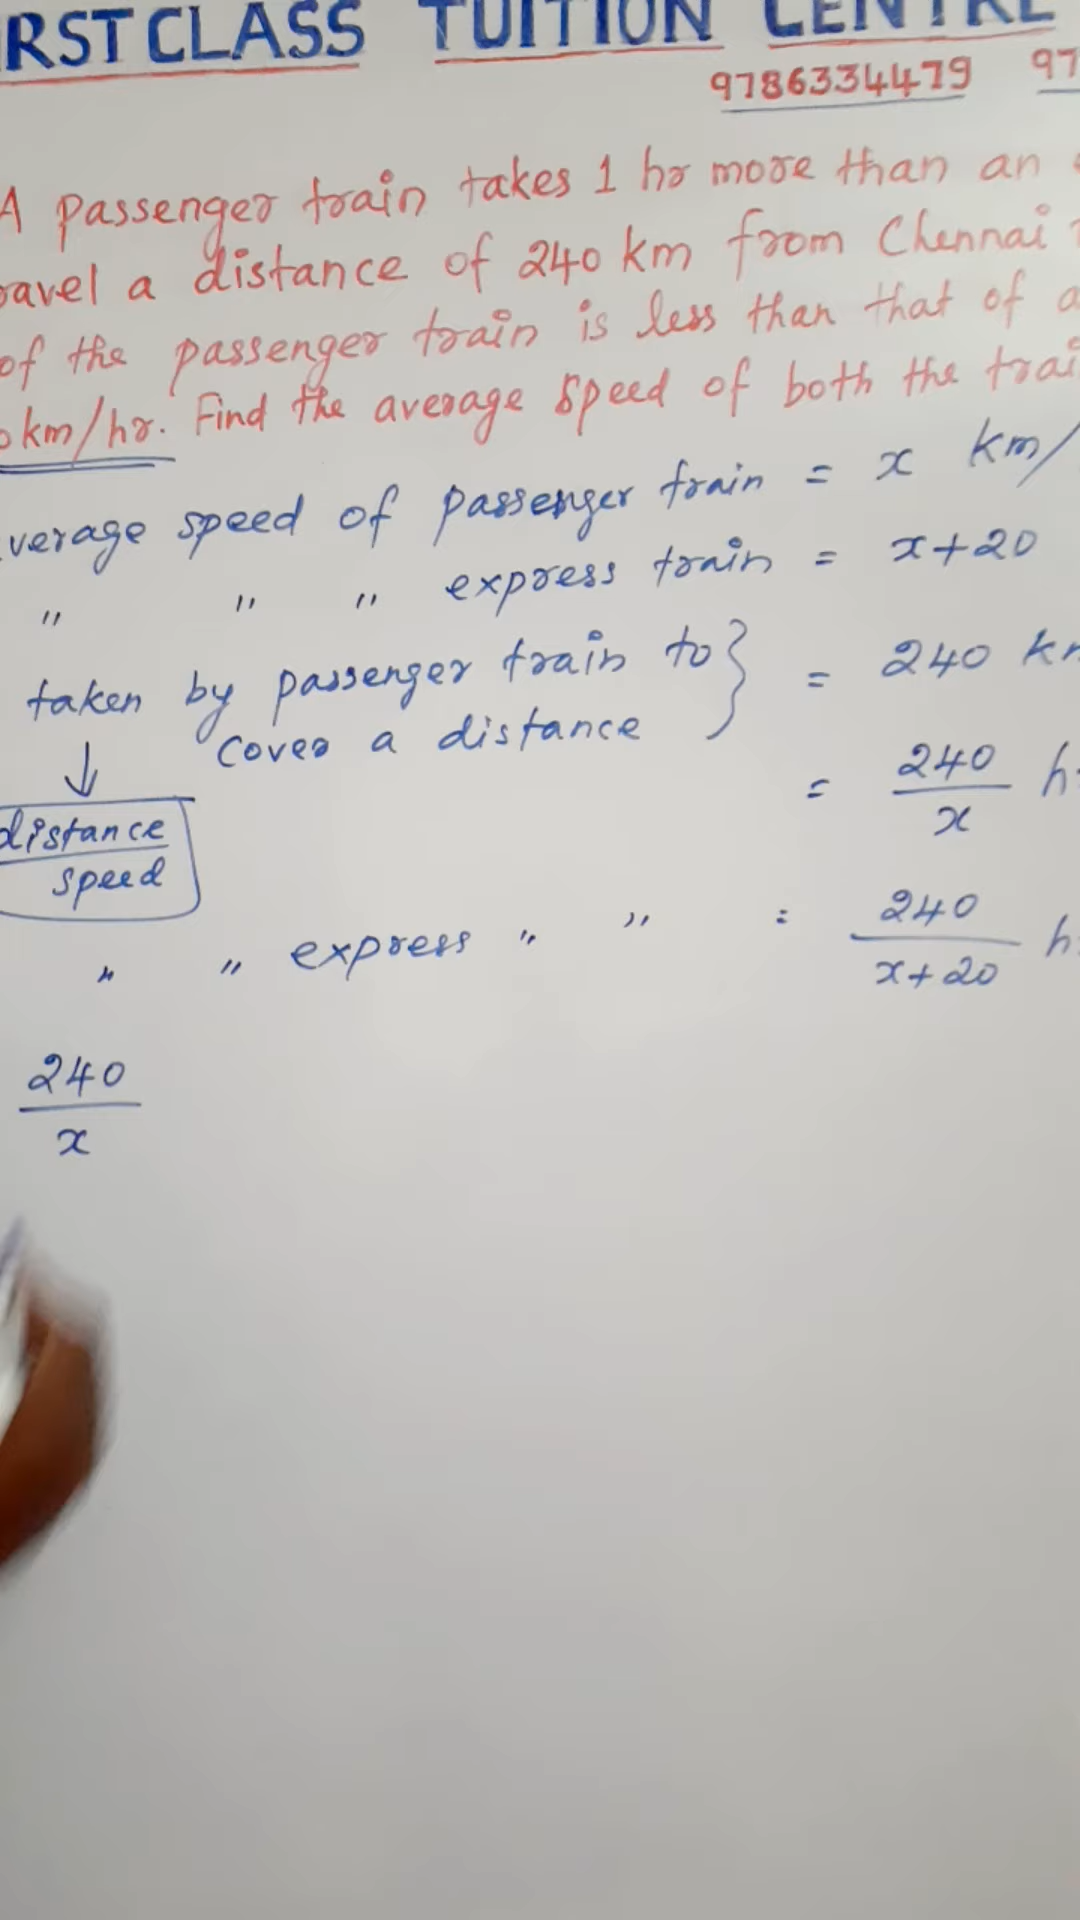 RST CLASS TUITION CENTRE
9786334479 97
A passenger train takes 1 hr more than an
ravel a distance of 240 km from Chennai
of the passenger train is less than that of a
0 km/hr. Find the average speed of both the trai
verage speed of passenger train = x km/
" " " express train = x+20
taken by passenger train to } = 240 km
cover a distance
↓
= 240/x h
distance/speed
" " express " " = 240/x+20 h
240/x